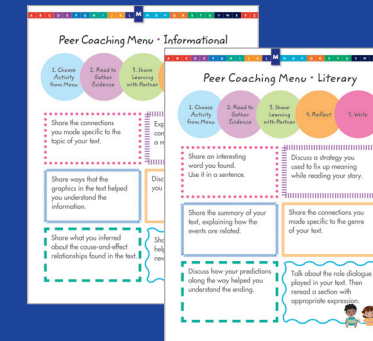 A B C D E F G H I J K L M N O P Q R S T U V W X Y Z
Peer Coaching Menu • Informational
1. Choose
Activity
from Menu
2. Read to
Gather
Evidence
3. Share
Learning
with Partner
Share the connections
you made specific to the
topic of your text.
Share ways that the
graphics in the text helped
you understand the
information.
Share what you inferred
about the cause-and-effect
relationships found in the text.
M
Peer Coaching Menu • Literary
1. Choose
Activity
from Menu
2. Read to
Gather
Evidence
3. Share
Learning
with Partner
4. Reflect
5. Write
Share an interesting
word you found.
Use it in a sentence.
Discuss a strategy you
used to fix up meaning
while reading your story.
Share the summary of your
text, explaining how the
events are related.
Share the connections you
made specific to the genre
of your text.
Discuss how your predictions
along the way helped you
understand the ending.
Talk about the role dialogue
played in your text. Then
reread a section with
appropriate expression.